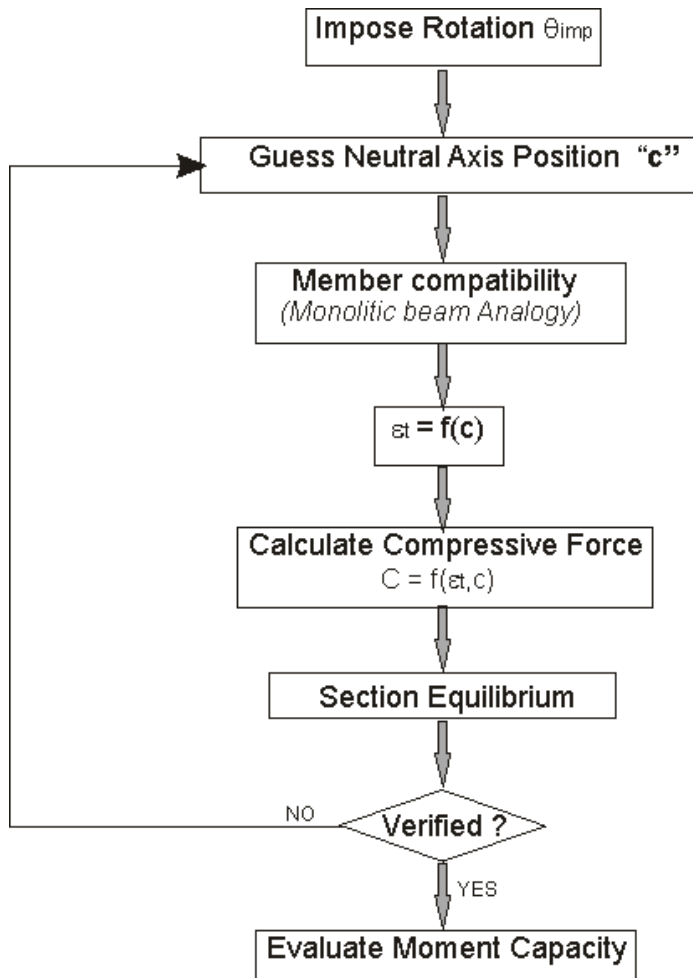 Impose Rotation θimp
Guess Neutral Axis Position “c”
Member compatibility
(Monolitic beam Analogy)
εt = f(c)
Calculate Compressive Force
C = f(εt,c)
Section Equilibrium
Verified ?
NO
YES
Evaluate Moment Capacity